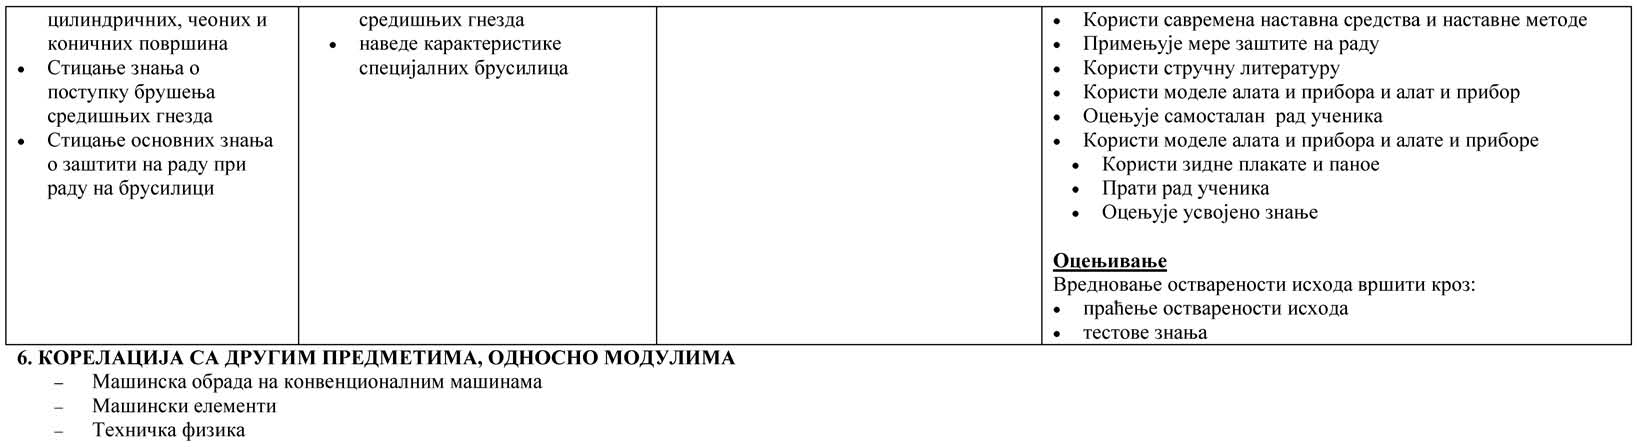 цилиндричних, чеоних и
коничних површина
• Стицање знања о
поступку брушења
средишњих гнезда
• Стицање основних знања
о заштити на раду при
раду на брусилици
средишњих гнезда
• наведе карактеристике
специјалних брусилица
• Користи савремена наставна средства и наставне методе
• Примењује мере заштите на раду
• Користи стручну литературу
• Користи моделе алата и прибора и алат и прибор
• Оцењује самосталан рад ученика
• Користи моделе алата и прибора и алате и приборе
• Користи зидне плакате и паное
• Прати рад ученика
• Оцењује усвојено знање
Оцењивање
Вредновање остварености исхода вршити кроз:
• праћење остварености исхода
• тестове знања
6. КОРЕЛАЦИЈА СА ДРУГИМ ПРЕДМЕТИМА, ОДНОСНО МОДУЛИМА
– Машинска обрада на конвенционалним машинама
– Машински елементи
– Техничка физика